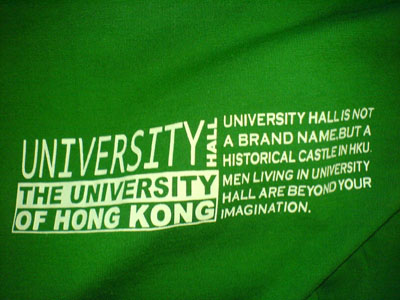 UNIVERSITY
HALL
THE UNIVERSITY
OF HONG KONG
UNIVERSITY HALL IS NOT
A BRAND NAME.BUT A
HISTORICAL CASTLE IN HKU.
MEN LIVING IN UNIVERSITY
HALL ARE BEYOND YOUR
IMAGINATION.